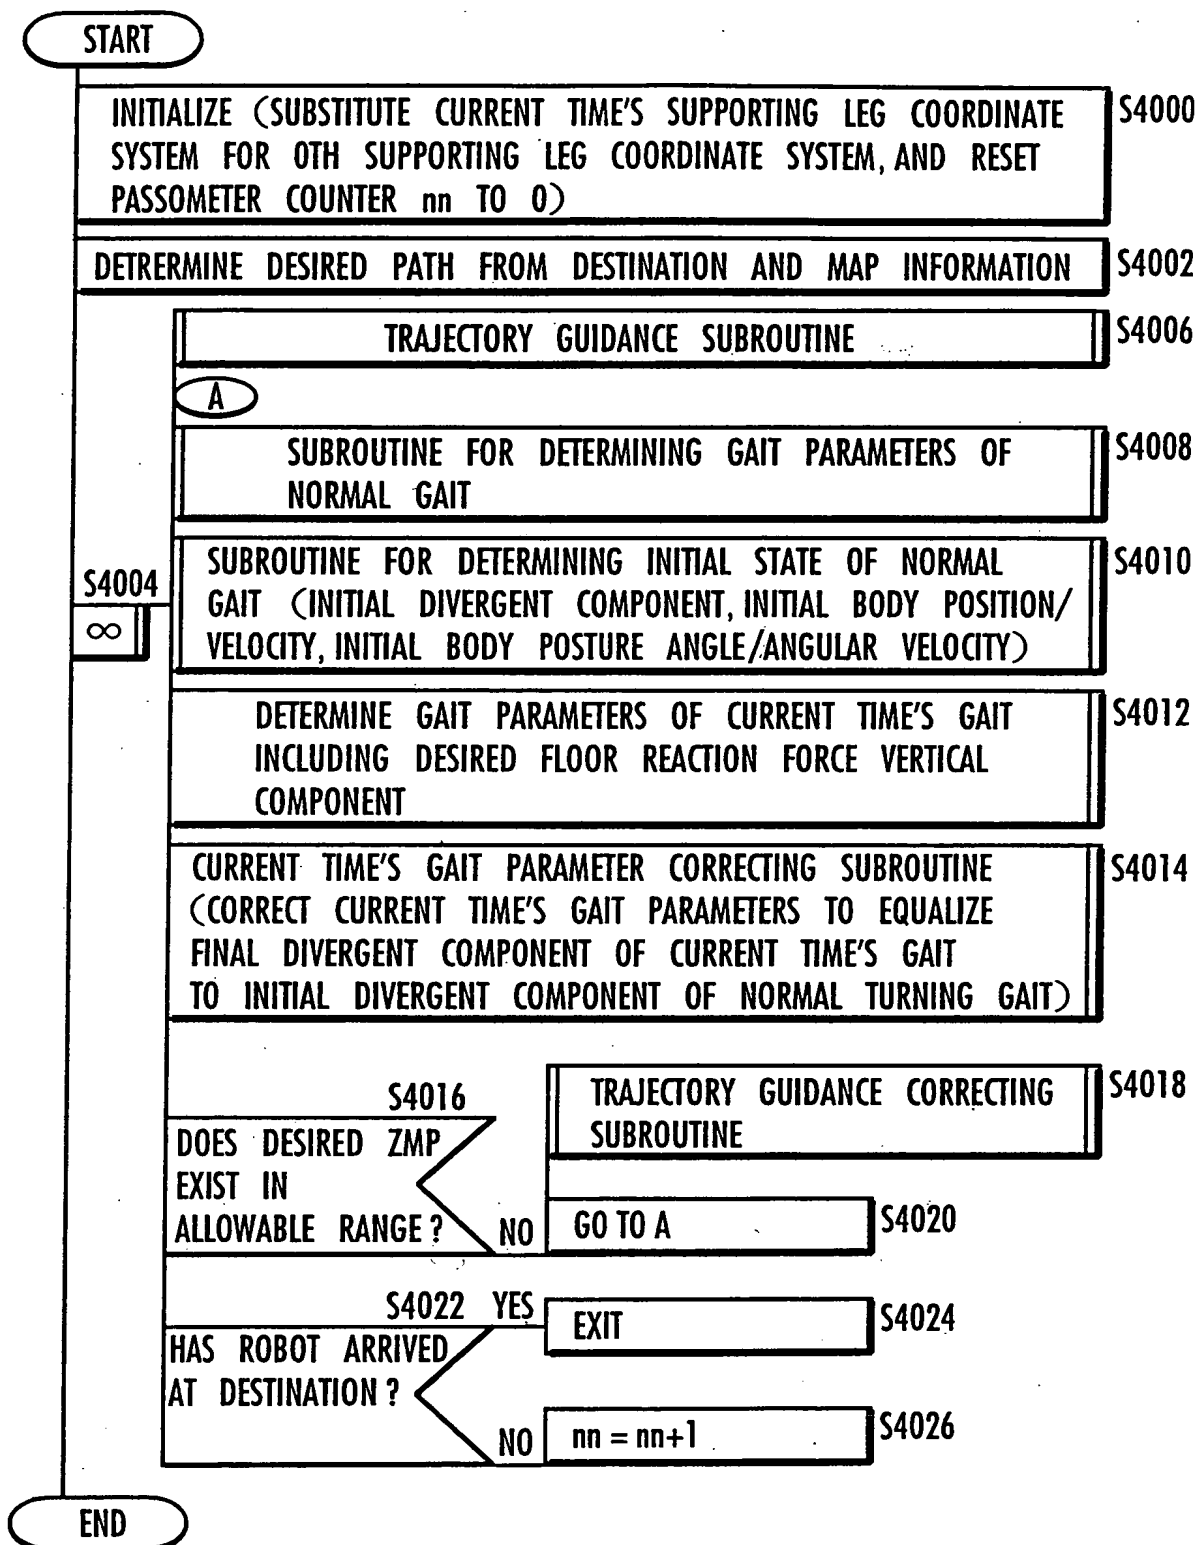 START
INITIALIZE (SUBSTITUTE CURRENT TIME'S SUPPORTING LEG COORDINATE
SYSTEM FOR 0TH SUPPORTING LEG COORDINATE SYSTEM, AND RESET
PASSOMETER COUNTER nn TO 0)
S4000
DETRERMINE DESIRED PATH FROM DESTINATION AND MAP INFORMATION
S4002
TRAJECTORY GUIDANCE SUBROUTINE
S4006
A
SUBROUTINE FOR DETERMINING GAIT PARAMETERS OF
NORMAL GAIT
S4008
S4004
∞
SUBROUTINE FOR DETERMINING INITIAL STATE OF NORMAL
GAIT (INITIAL DIVERGENT COMPONENT, INITIAL BODY POSITION/
VELOCITY, INITIAL BODY POSTURE ANGLE/ANGULAR VELOCITY)
S4010
DETERMINE GAIT PARAMETERS OF CURRENT TIME'S GAIT
INCLUDING DESIRED FLOOR REACTION FORCE VERTICAL
COMPONENT
S4012
CURRENT TIME'S GAIT PARAMETER CORRECTING SUBROUTINE
(CORRECT CURRENT TIME'S GAIT PARAMETERS TO EQUALIZE
FINAL DIVERGENT COMPONENT OF CURRENT TIME'S GAIT
TO INITIAL DIVERGENT COMPONENT OF NORMAL TURNING GAIT)
S4014
S4016
DOES DESIRED ZMP
EXIST IN
ALLOWABLE RANGE?
NO
TRAJECTORY GUIDANCE CORRECTING
SUBROUTINE
S4018
GO TO A
S4020
S4022
HAS ROBOT ARRIVED
AT DESTINATION?
YES
EXIT
S4024
NO
nn = nn+1
S4026
END